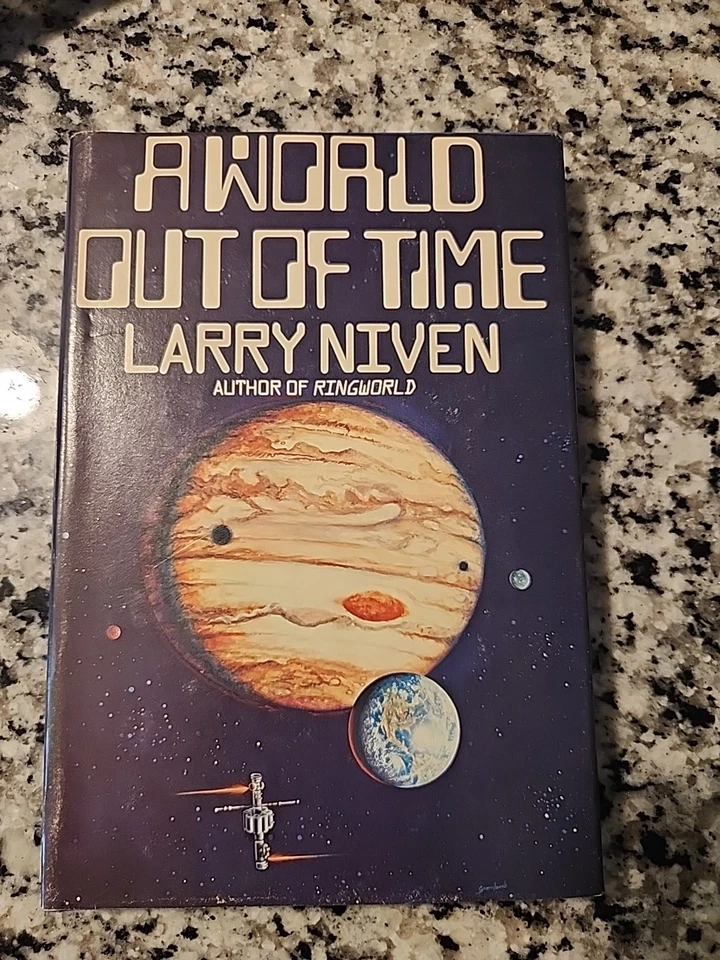 A WORLD
OUT OF TIME
LARRY NIVEN
AUTHOR OF RINGWORLD